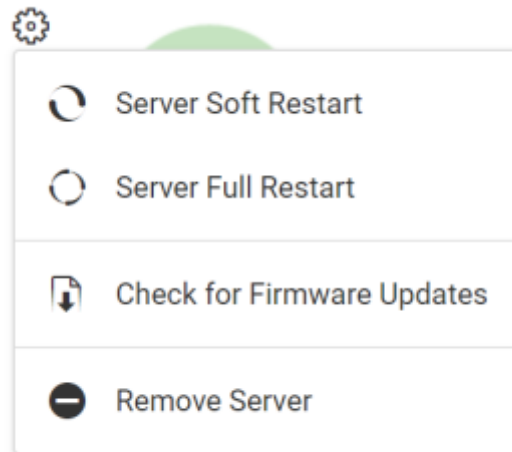 Server Soft Restart
Server Full Restart
Check for Firmware Updates
Remove Server